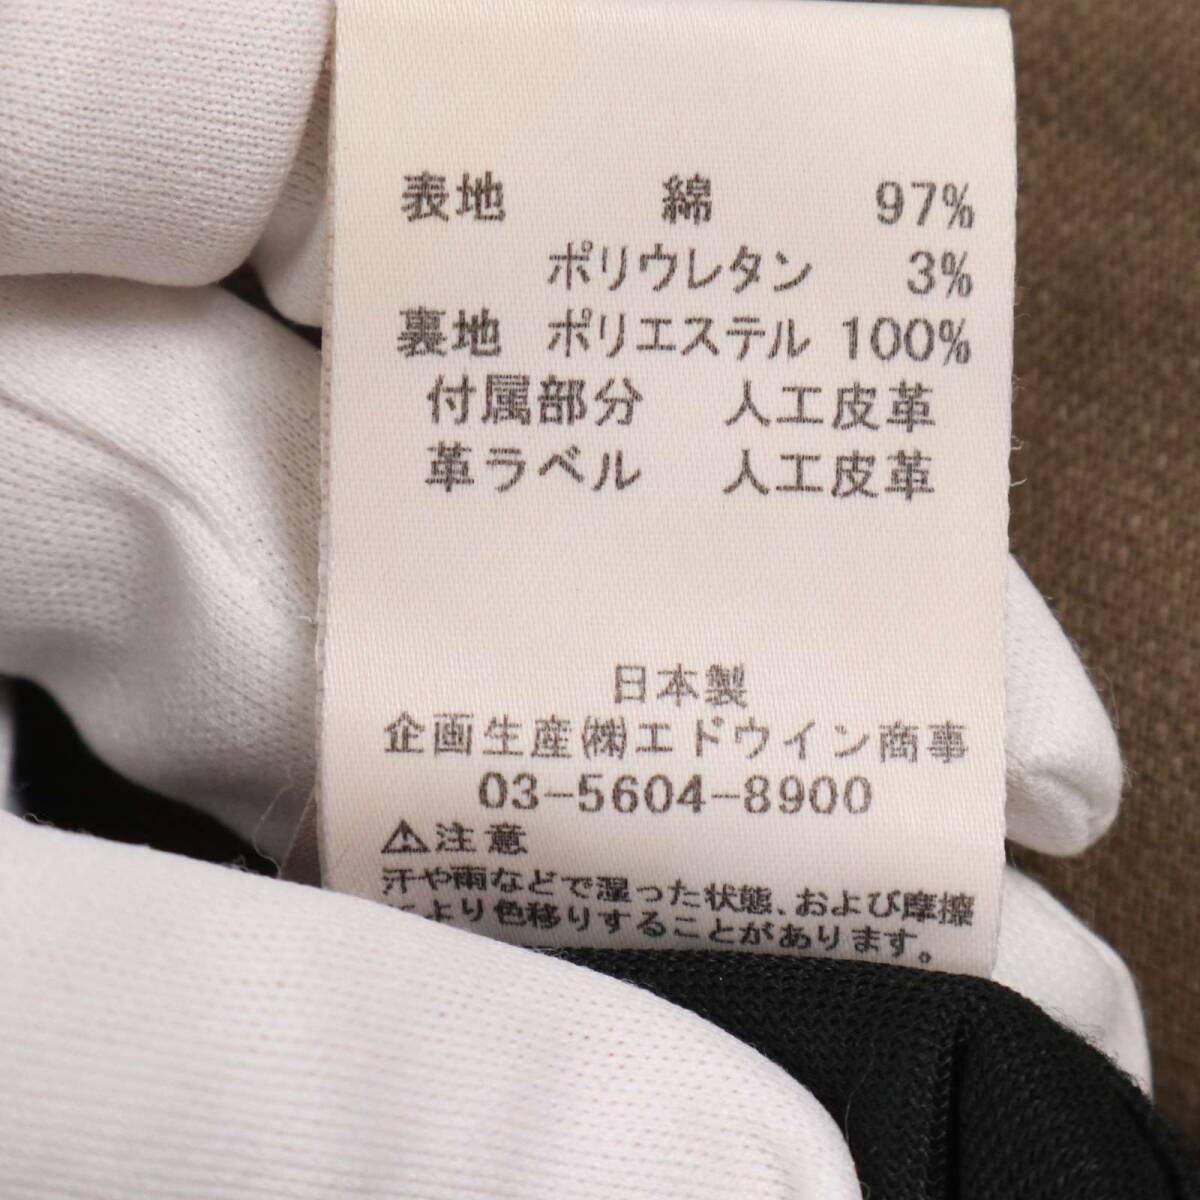 表地 綿 97%
ポリウレタン 3%
裏地 ポリエステル 100%
付属部分 人工皮革
革ラベル 人工皮革
日本製
企画生産㈱エドウイン商事
03-5604-8900
⚠注意
汗や雨などで湿った状態、および摩擦
により色移りすることがあります。